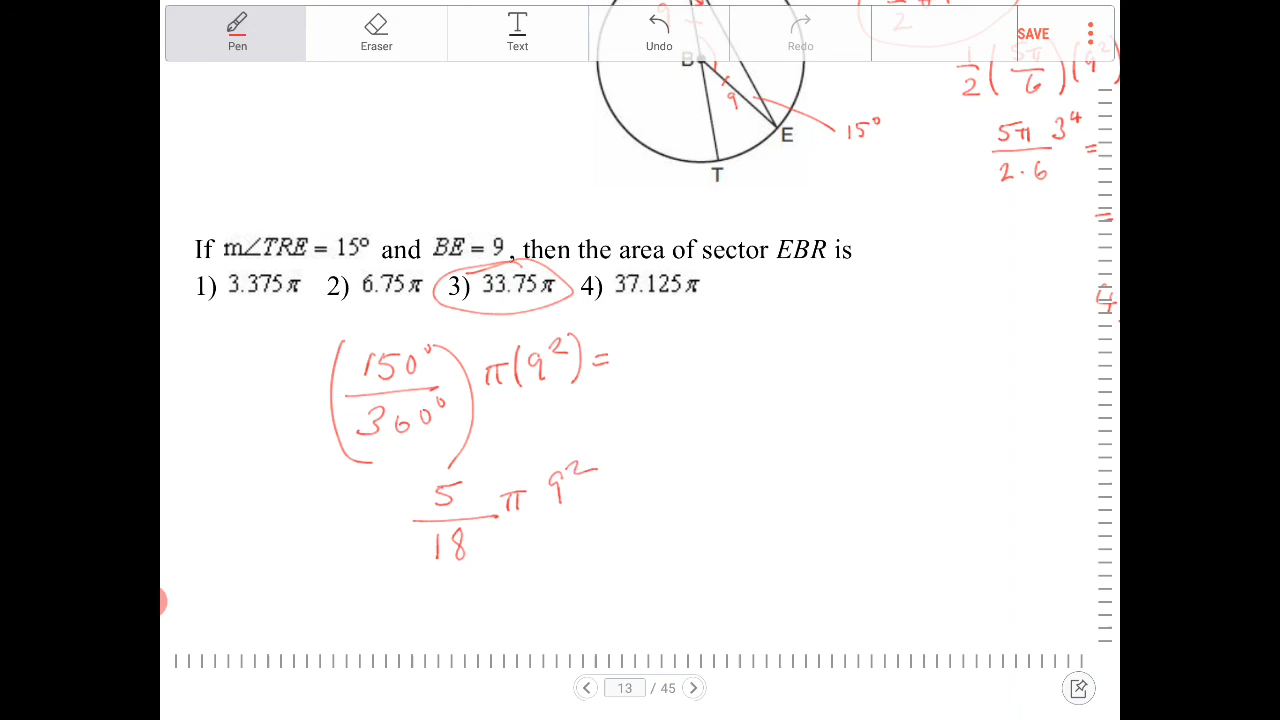 Pen Eraser Text Undo Redo SAVE
B
9
E
15°
T
1/2 (5π/6)(9²)
5π 3⁴ =
2 · 6
=
If m∠TRE = 15° and BE = 9, then the area of sector EBR is
1) 3.375π 2) 6.75π 3) 33.75π 4) 37.125π
(150°/360°) π(9²) =
5/18 π 9²
13 / 45